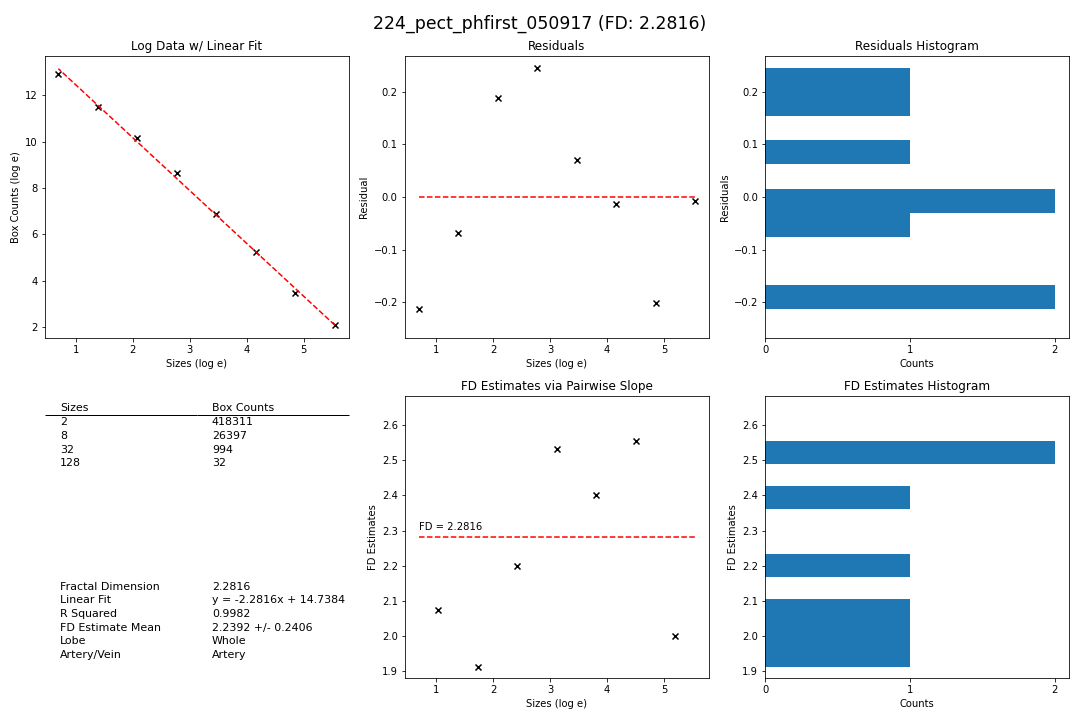 224_pect_phfirst_050917 (FD: 2.2816)
Log Data w/ Linear Fit
Box Counts (log e)
12
10
8
6
4
2
1 2 3 4 5
Sizes (log e)
Residuals
Residual
0.2
0.1
0.0
−0.1
−0.2
1 2 3 4 5
Sizes (log e)
Residuals Histogram
Residuals
0.2
0.1
0.0
−0.1
−0.2
0 1 2
Counts
Sizes Box Counts
2 418311
8 26397
32 994
128 32
Fractal Dimension 2.2816
Linear Fit y = -2.2816x + 14.7384
R Squared 0.9982
FD Estimate Mean 2.2392 +/- 0.2406
Lobe Whole
Artery/Vein Artery
FD Estimates via Pairwise Slope
FD Estimates
2.6
2.5
2.4
2.3
2.2
2.1
2.0
1.9
FD = 2.2816
1 2 3 4 5
Sizes (log e)
FD Estimates Histogram
FD Estimates
2.6
2.5
2.4
2.3
2.2
2.1
2.0
1.9
0 1 2
Counts